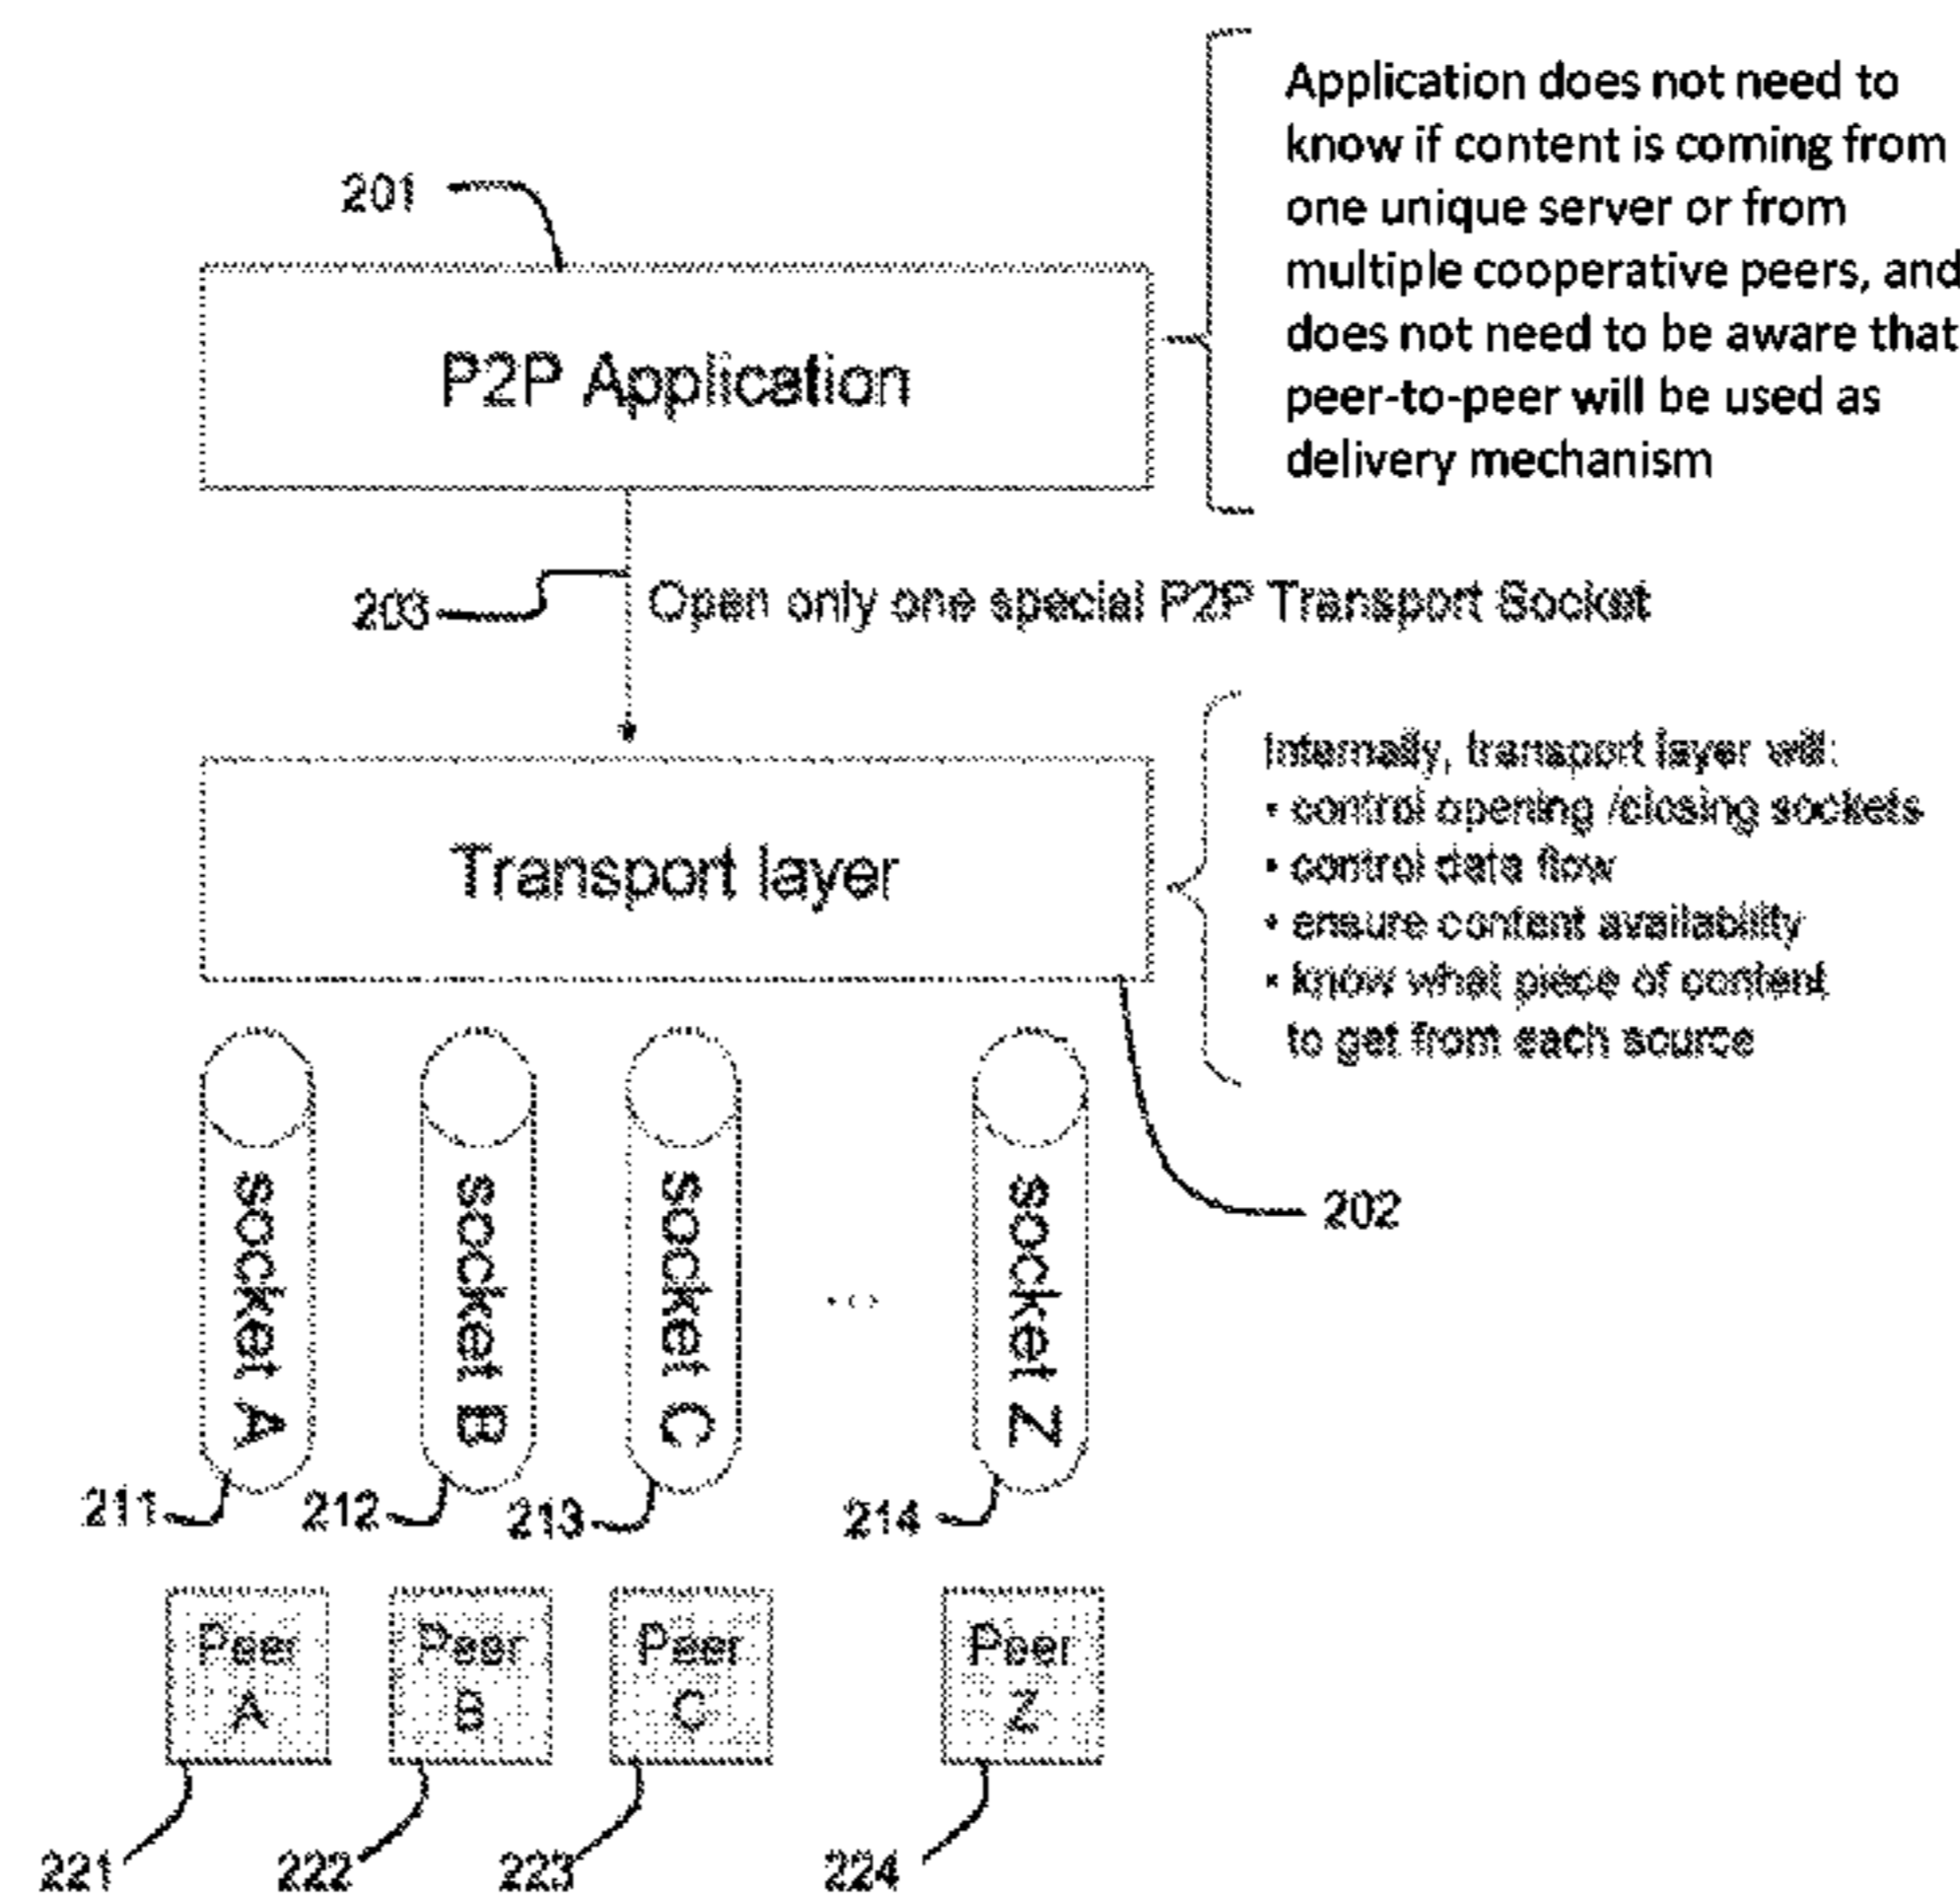 Application does not need to
know if content is coming from
one unique server or from
multiple cooperative peers, and
does not need to be aware that
peer-to-peer will be used as
delivery mechanism
201
P2P Application
203
Open only one special P2P Transport Socket
Transport layer
Internally, transport layer will:
• control opening /closing sockets
• control data flow
• ensure content availability
• know what piece of content
to get from each source
202
socket A
socket B
socket C
socket Z
211
212
213
214
Peer
A
Peer
B
Peer
C
Peer
Z
221
222
223
224